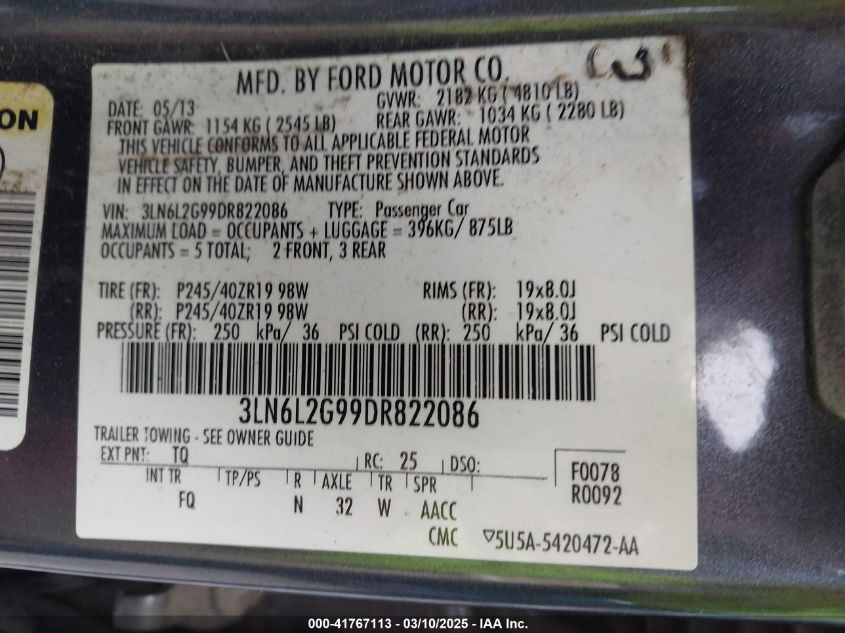 ON
MFD. BY FORD MOTOR CO.
DATE: 05/13 GVWR: 2182 KG ( 4810 LB)
FRONT GAWR: 1154 KG ( 2545 LB) REAR GAWR: 1034 KG ( 2280 LB)
THIS VEHICLE CONFORMS TO ALL APPLICABLE FEDERAL MOTOR
VEHICLE SAFETY, BUMPER, AND THEFT PREVENTION STANDARDS
IN EFFECT ON THE DATE OF MANUFACTURE SHOWN ABOVE.
VIN: 3LN6L2G99DR822086 TYPE: Passenger Car
MAXIMUM LOAD = OCCUPANTS + LUGGAGE = 396KG/ 875LB
OCCUPANTS = 5 TOTAL; 2 FRONT, 3 REAR
TIRE (FR): P245/40ZR19 98W RIMS (FR): 19x8.0J
(RR): P245/40ZR19 98W (RR): 19x8.0J
PRESSURE (FR): 250 kPa/ 36 PSI COLD (RR): 250 kPa/ 36 PSI COLD
3LN6L2G99DR822086
TRAILER TOWING - SEE OWNER GUIDE
EXT PNT: TQ RC: 25 DSO: F0078
INT TR TP/PS R AXLE TR SPR R0092
FQ N 32 W AACC
CMC ▽5U5A-5420472-AA
000-41767113 - 03/10/2025 - IAA Inc.